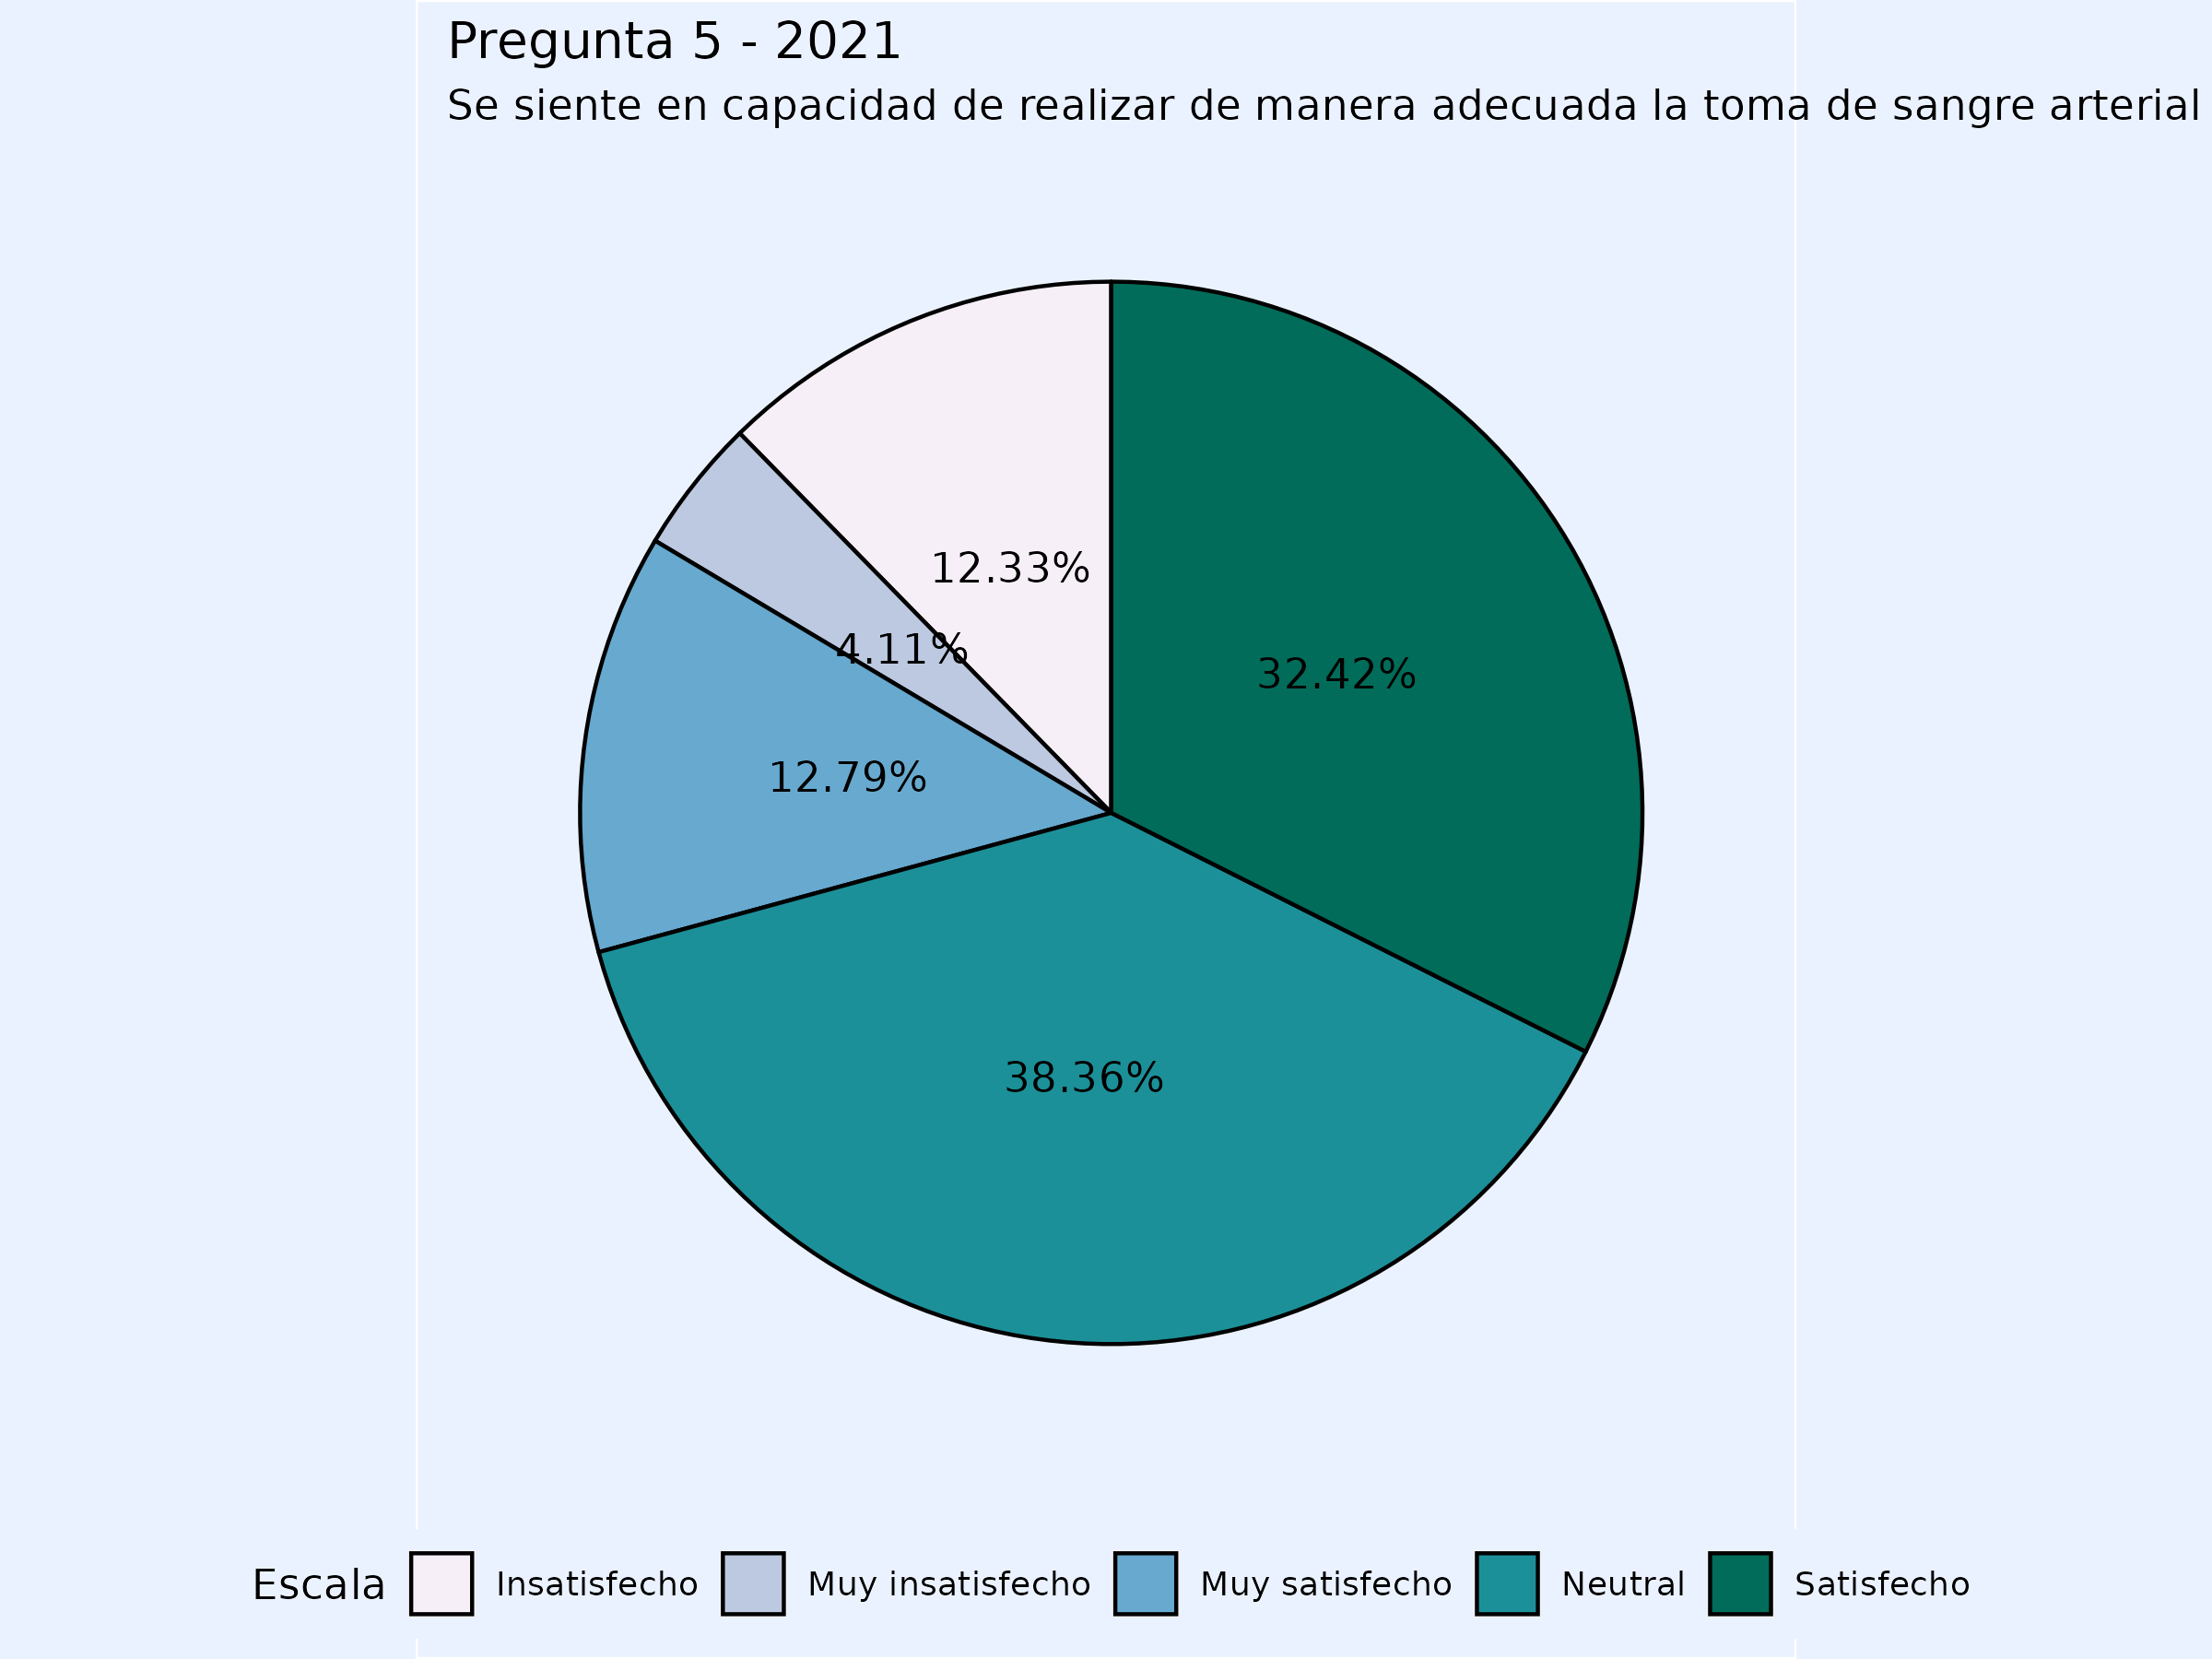 Pregunta 5 - 2021
Se siente en capacidad de realizar de manera adecuada la toma de sangre arterial
12.33%
4.11%
32.42%
12.79%
38.36%
Escala Insatisfecho Muy insatisfecho Muy satisfecho Neutral Satisfecho